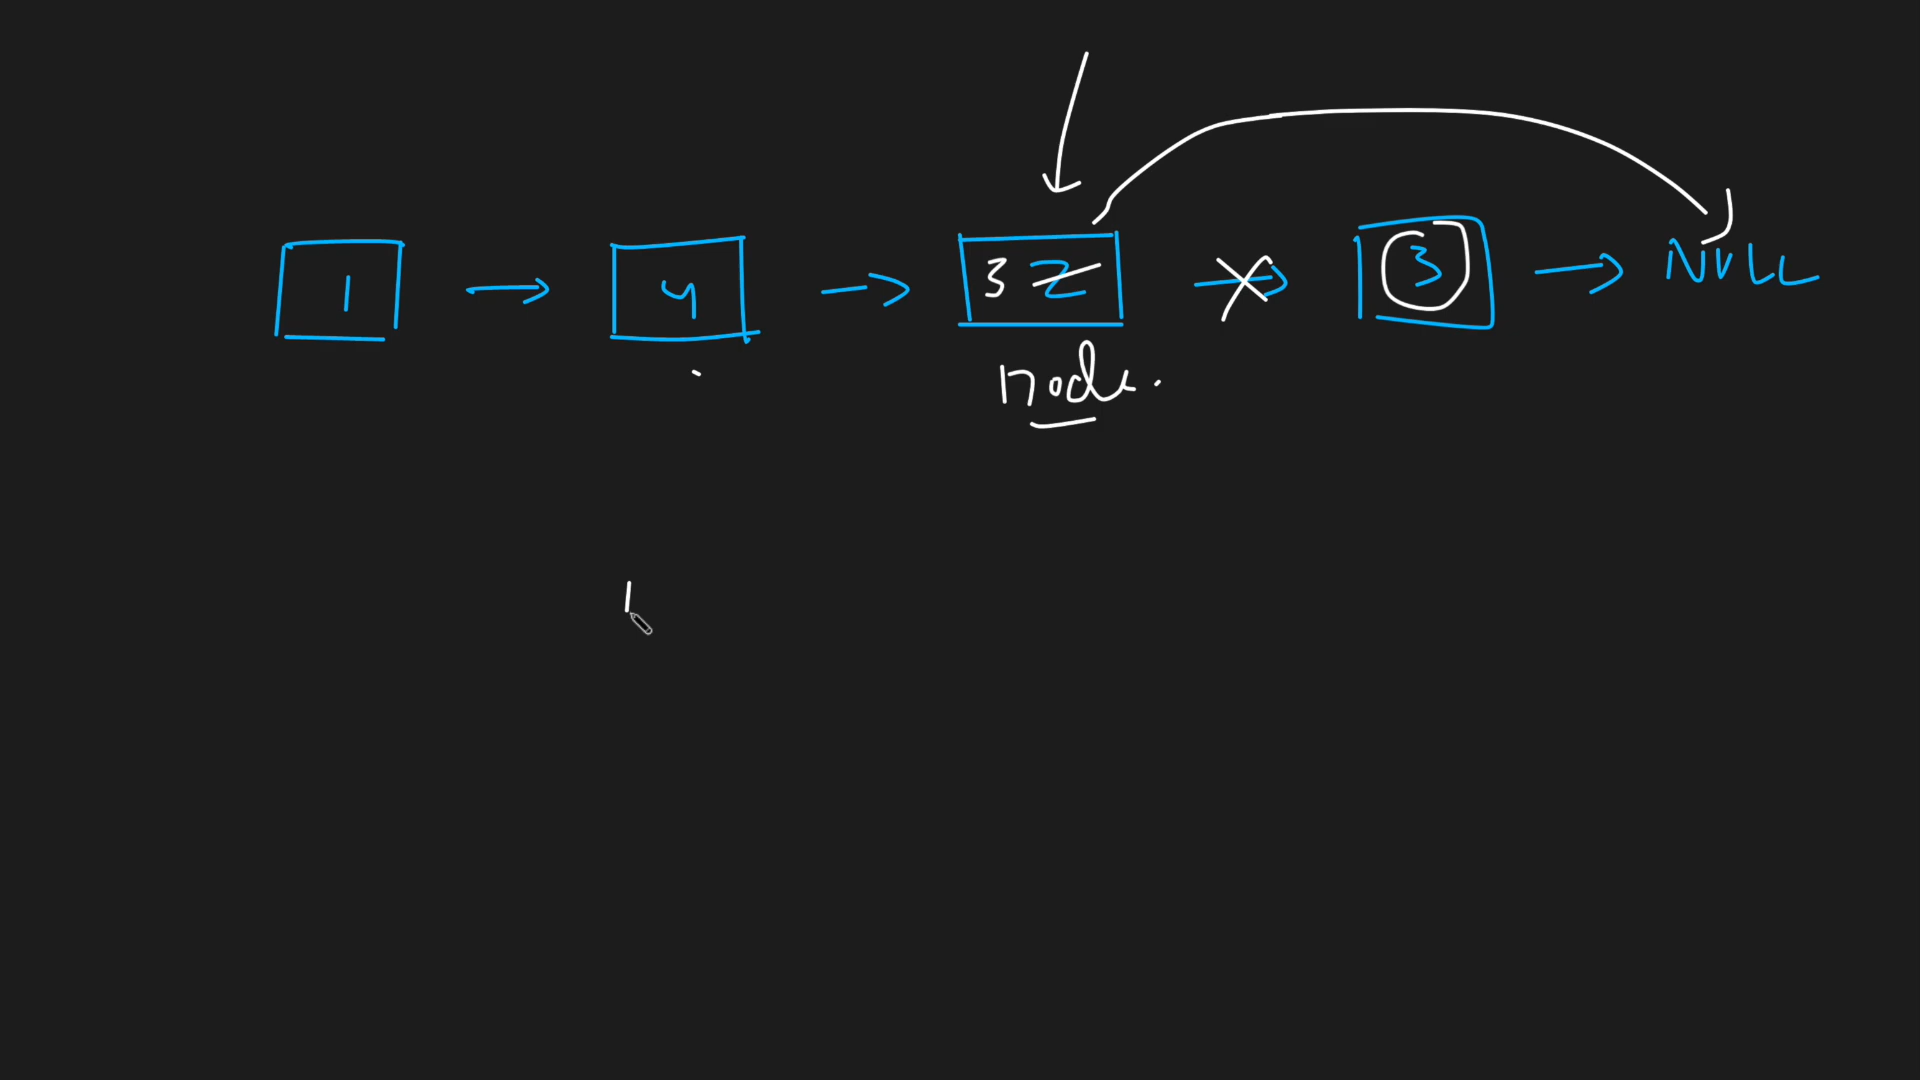 1 → 4 → 3 2 → 3 → NULL
node.